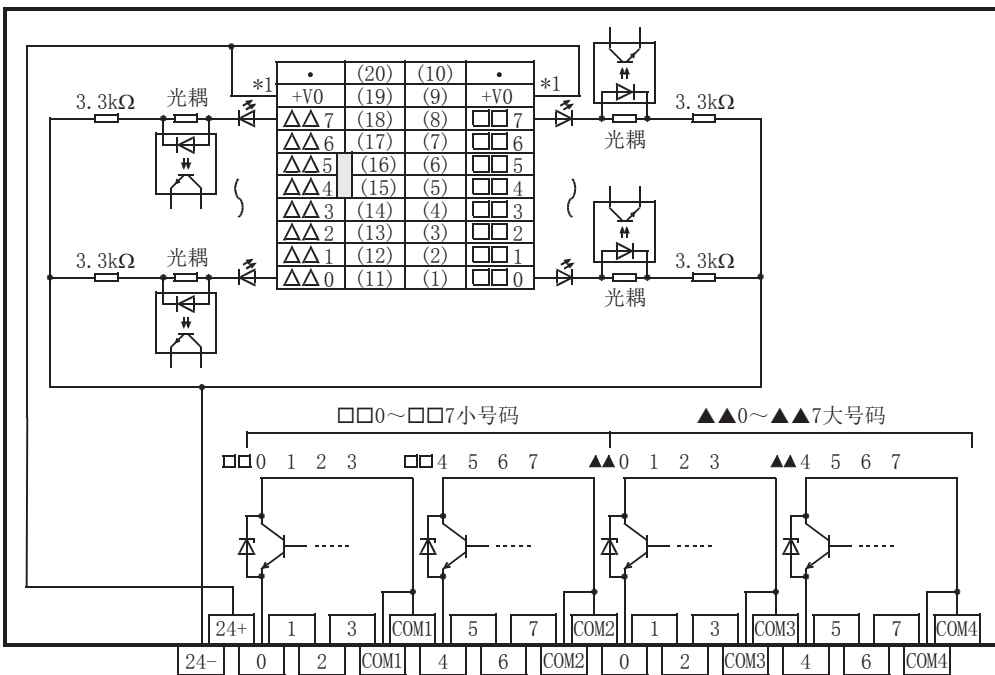 • (20) (10) •
*1 +V0 (19) (9) +V0 *1
3.3kΩ 光耦 △△7 (18) (8) □□7 光耦 3.3kΩ
△△6 (17) (7) □□6
△△5 (16) (6) □□5
△△4 (15) (5) □□4
△△3 (14) (4) □□3
△△2 (13) (3) □□2
3.3kΩ 光耦 △△1 (12) (2) □□1 3.3kΩ
△△0 (11) (1) □□0 光耦
□□0～□□7小号码 ▲▲0～▲▲7大号码
□□0 1 2 3 □□4 5 6 7 ▲▲0 1 2 3 ▲▲4 5 6 7
24+ 1 3 COM1 5 7 COM2 1 3 COM3 5 7 COM4
24- 0 2 COM1 4 6 COM2 0 2 COM3 4 6 COM4